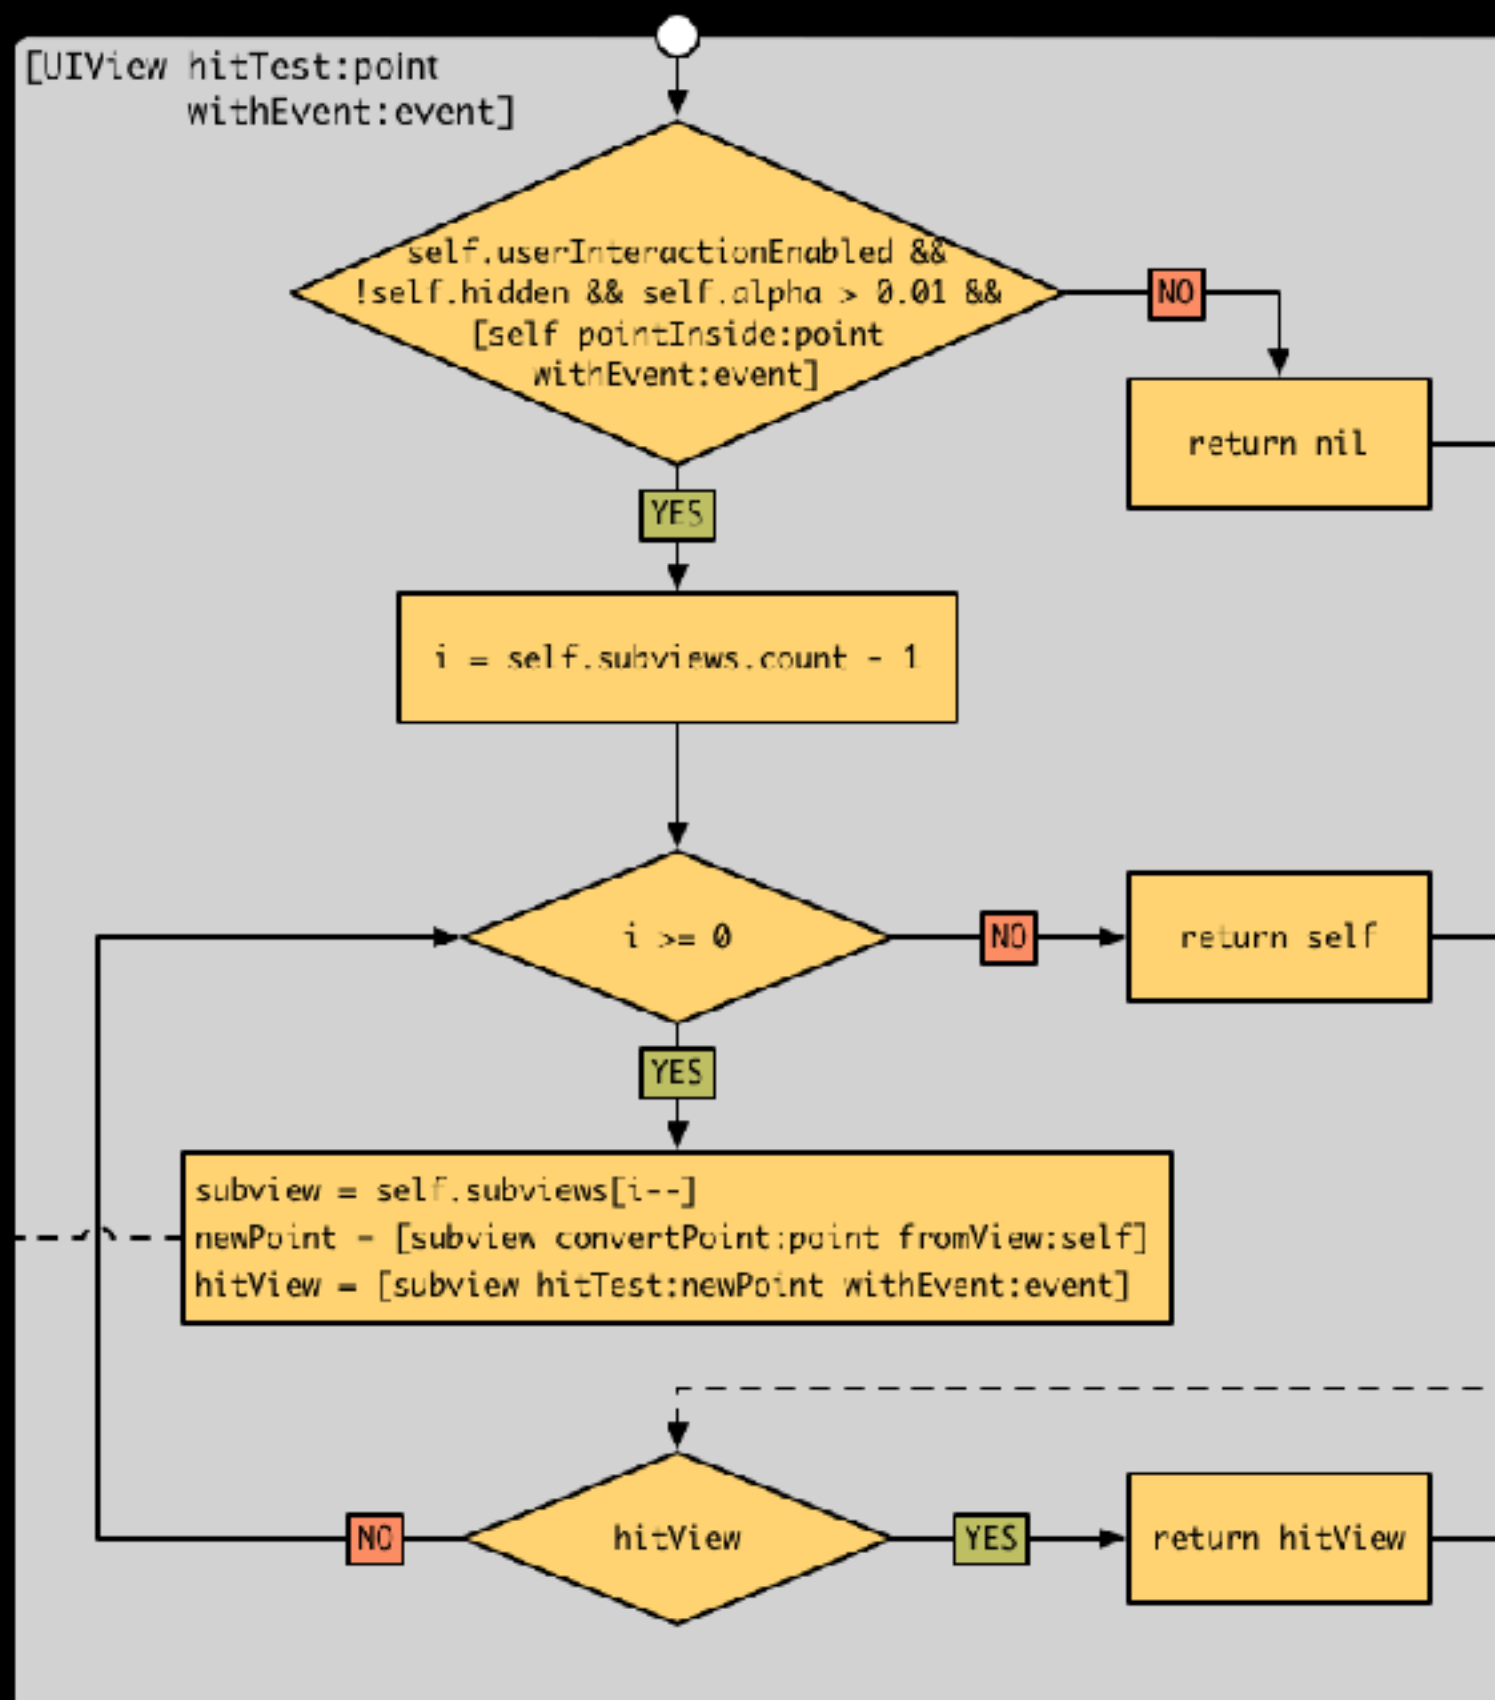 [UIView hitTest:point
withEvent:event]
self.userInteractionEnabled &&
!self.hidden && self.alpha > 0.01 &&
[self pointInside:point
withEvent:event]
NO
return nil
YES
i = self.subviews.count - 1
i >= 0
NO
return self
YES
subview = self.subviews[i--]
newPoint = [subview convertPoint:point fromView:self]
hitView = [subview hitTest:newPoint withEvent:event]
NO
hitView
YES
return hitView